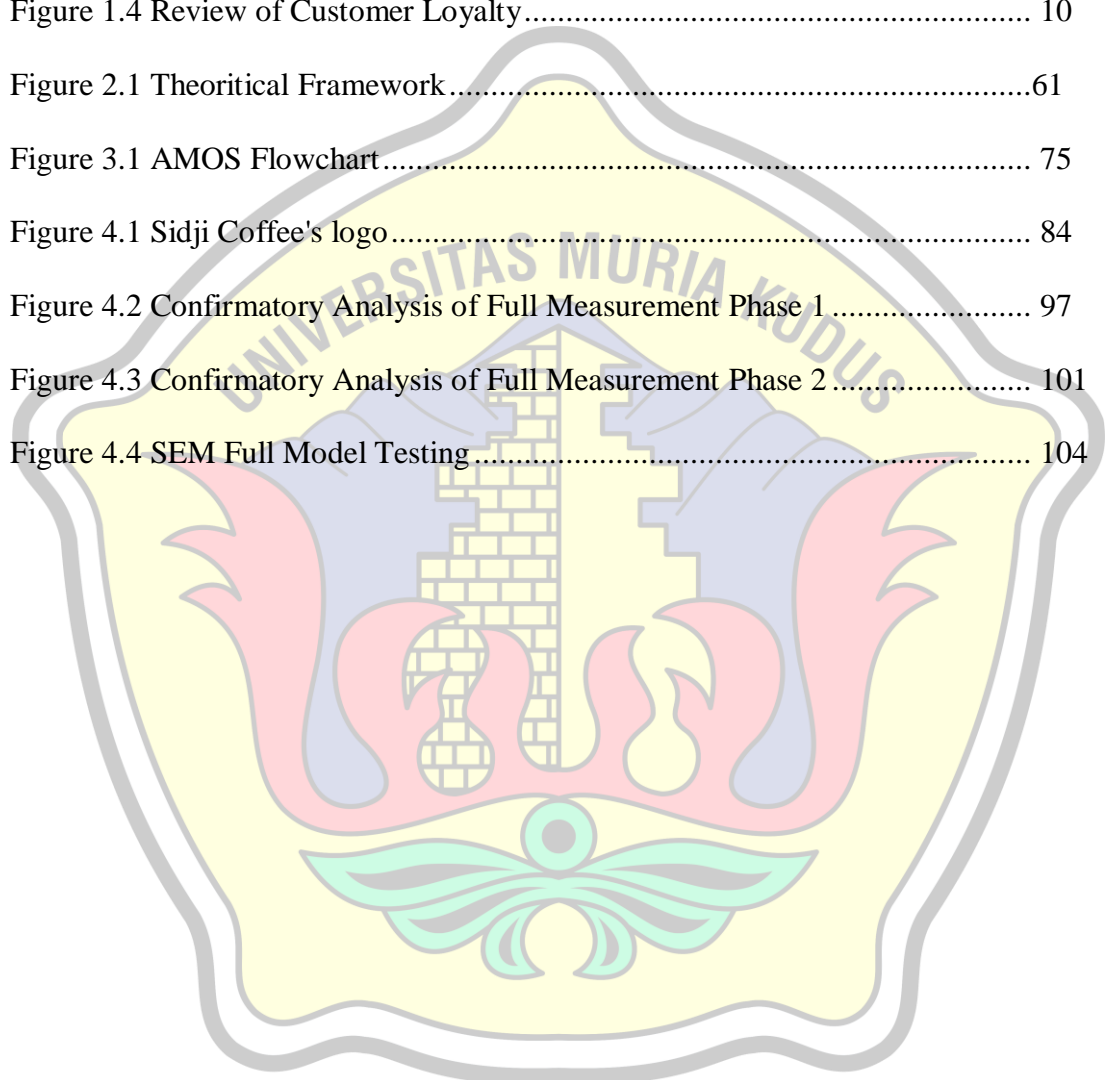 Figure 1.4 Review of Customer Loyalty............................................................... 10
Figure 2.1 Theoritical Framework.......................................................................61
Figure 3.1 AMOS Flowchart................................................................................ 75
Figure 4.1 Sidji Coffee's logo............................................................................... 84
UNIVERSITAS MURIA KUDUS
Figure 4.2 Confirmatory Analysis of Full Measurement Phase 1........................ 97
Figure 4.3 Confirmatory Analysis of Full Measurement Phase 2........................ 101
Figure 4.4 SEM Full Model Testing..................................................................... 104